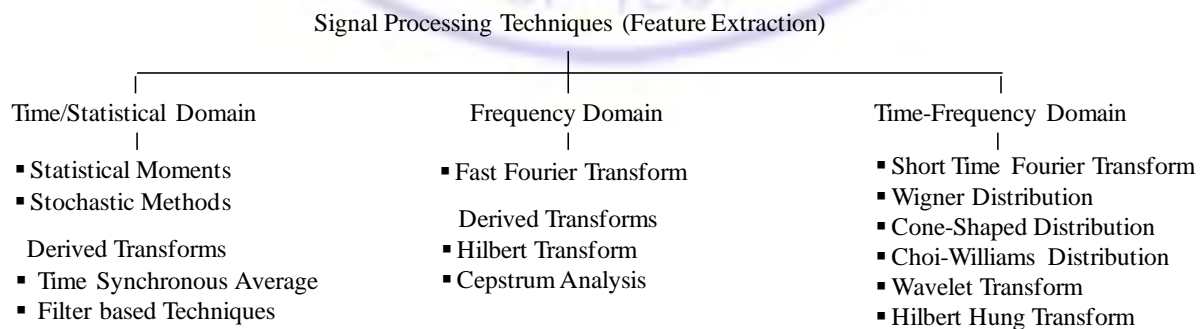 Signal Processing Techniques (Feature Extraction)
Time/Statistical Domain
▪ Statistical Moments
▪ Stochastic Methods
Derived Transforms
▪ Time Synchronous Average
▪ Filter based Techniques
Frequency Domain
▪ Fast Fourier Transform
Derived Transforms
▪ Hilbert Transform
▪ Cepstrum Analysis
Time-Frequency Domain
▪ Short Time Fourier Transform
▪ Wigner Distribution
▪ Cone-Shaped Distribution
▪ Choi-Williams Distribution
▪ Wavelet Transform
▪ Hilbert Hung Transform